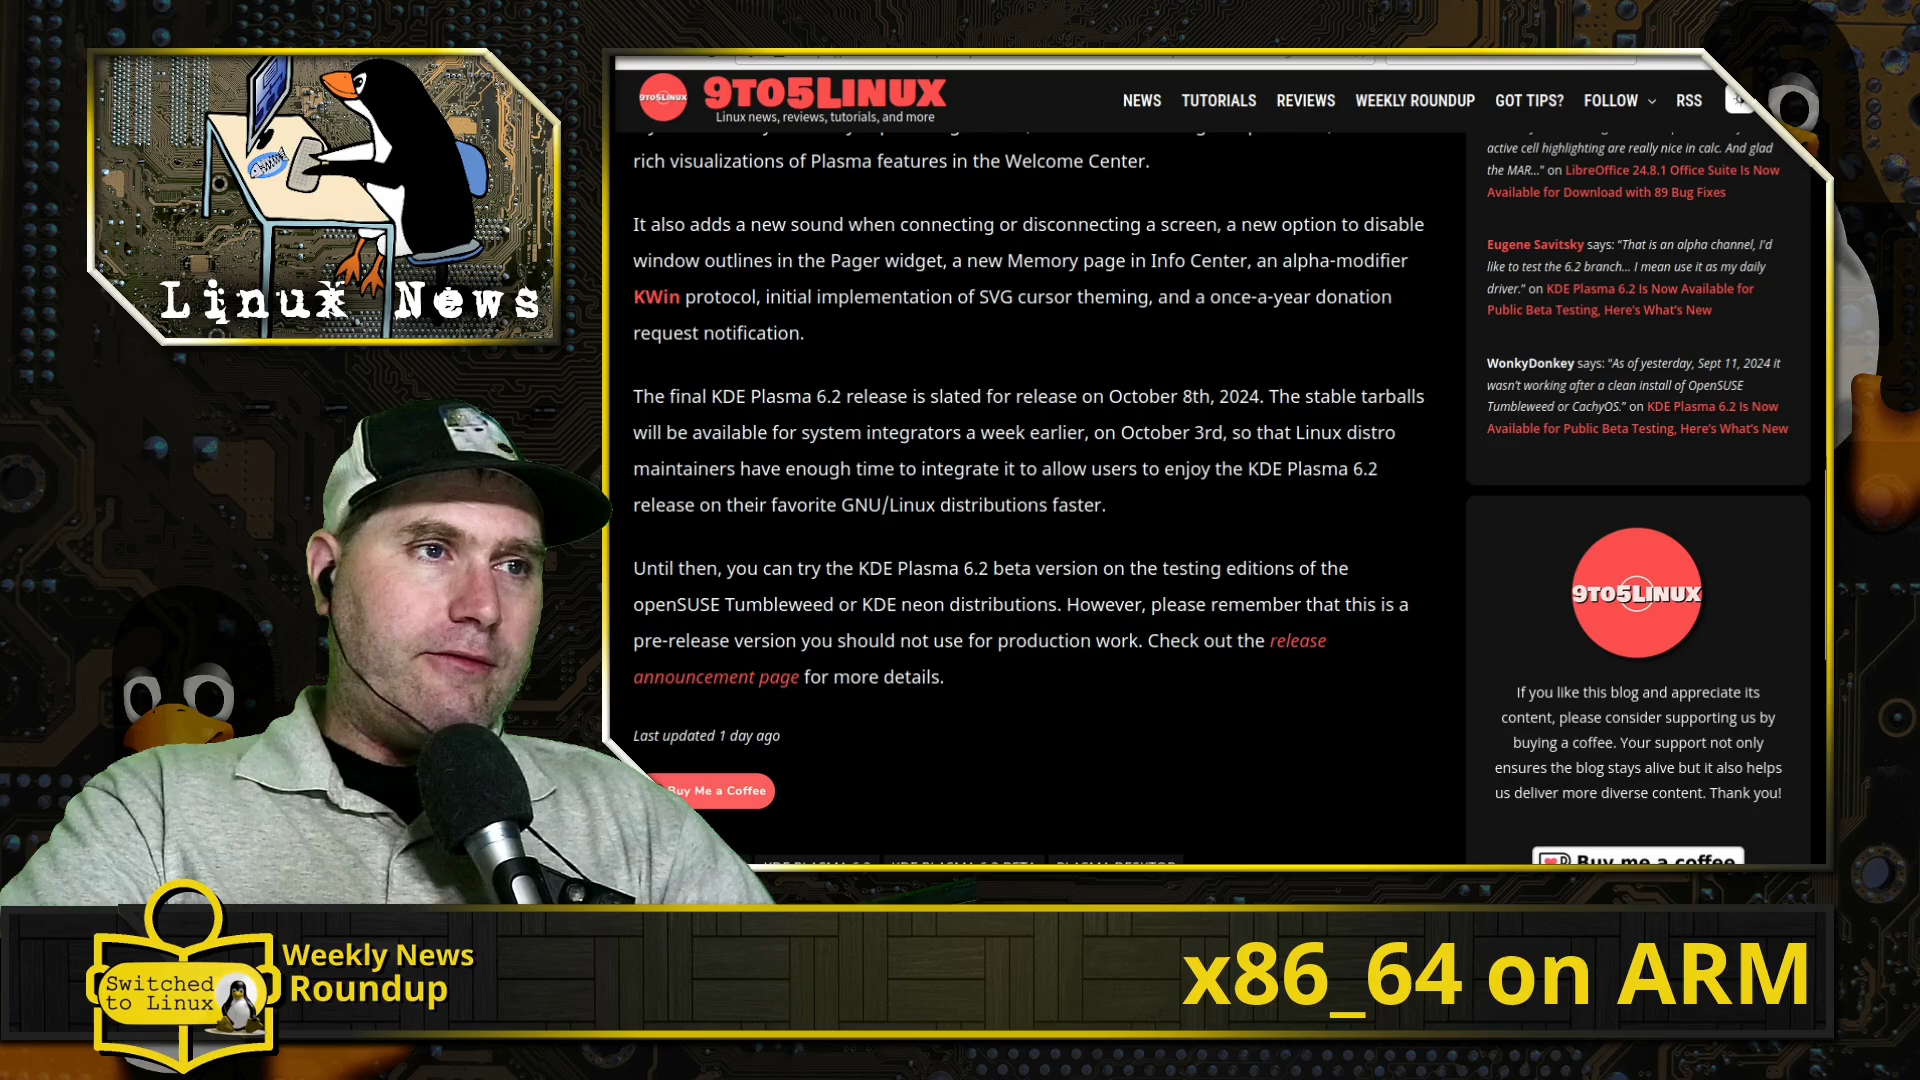 Linux News
9TO5LINUX
9TO5LINUX
Linux news, reviews, tutorials, and more
NEWS
TUTORIALS
REVIEWS
WEEKLY ROUNDUP
GOT TIPS?
FOLLOW
RSS
rich visualizations of Plasma features in the Welcome Center.
It also adds a new sound when connecting or disconnecting a screen, a new option to disable
window outlines in the Pager widget, a new Memory page in Info Center, an alpha-modifier
KWin protocol, initial implementation of SVG cursor theming, and a once-a-year donation
request notification.
The final KDE Plasma 6.2 release is slated for release on October 8th, 2024. The stable tarballs
will be available for system integrators a week earlier, on October 3rd, so that Linux distro
maintainers have enough time to integrate it to allow users to enjoy the KDE Plasma 6.2
release on their favorite GNU/Linux distributions faster.
Until then, you can try the KDE Plasma 6.2 beta version on the testing editions of the
openSUSE Tumbleweed or KDE neon distributions. However, please remember that this is a
pre-release version you should not use for production work. Check out the release
announcement page for more details.
Last updated 1 day ago
Buy Me a Coffee
KDE PLASMA 6.2
KDE PLASMA 6.2 BETA
PLASMA DESKTOP
active cell highlighting are really nice in calc. And glad
the MAR…” on LibreOffice 24.8.1 Office Suite Is Now
Available for Download with 89 Bug Fixes
Eugene Savitsky says: “That is an alpha channel, I’d
like to test the 6.2 branch… I mean use it as my daily
driver.” on KDE Plasma 6.2 Is Now Available for
Public Beta Testing, Here’s What’s New
WonkyDonkey says: “As of yesterday, Sept 11, 2024 it
wasn’t working after a clean install of OpenSUSE
Tumbleweed or CachyOS.” on KDE Plasma 6.2 Is Now
Available for Public Beta Testing, Here’s What’s New
9TO5LINUX
If you like this blog and appreciate its
content, please consider supporting us by
buying a coffee. Your support not only
ensures the blog stays alive but it also helps
us deliver more diverse content. Thank you!
Buy me a coffee
Switched
to Linux
Weekly News
Roundup
x86_64 on ARM